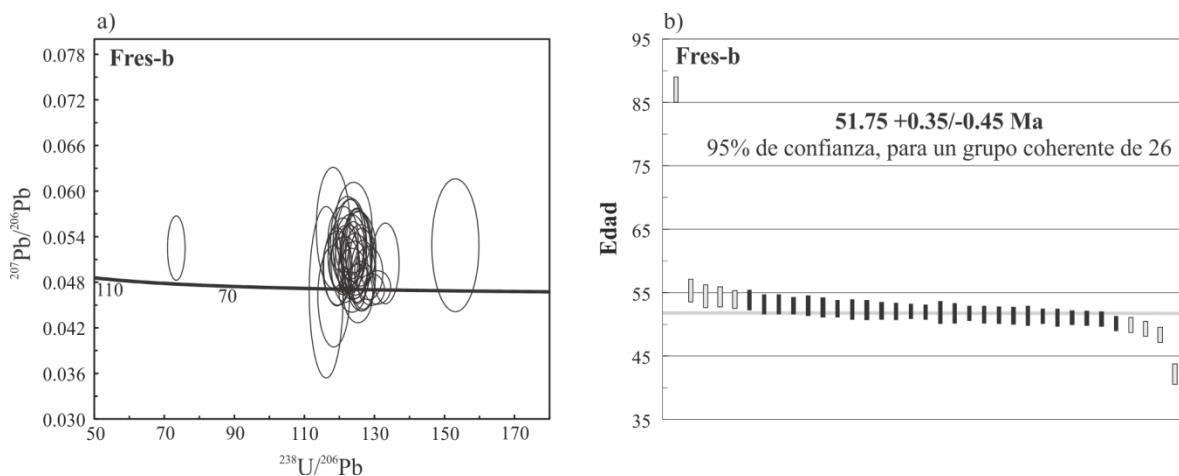 a)
Fres-b
0.078
0.072
0.066
0.060
0.054
0.048
0.042
0.036
0.030
²⁰⁷Pb/²⁰⁶Pb
110
70
50 70 90 110 130 150 170
²³⁸U/²⁰⁶Pb
b)
Fres-b
51.75 +0.35/-0.45 Ma
95% de confianza, para un grupo coherente de 26
95
85
75
65
55
45
35
Edad